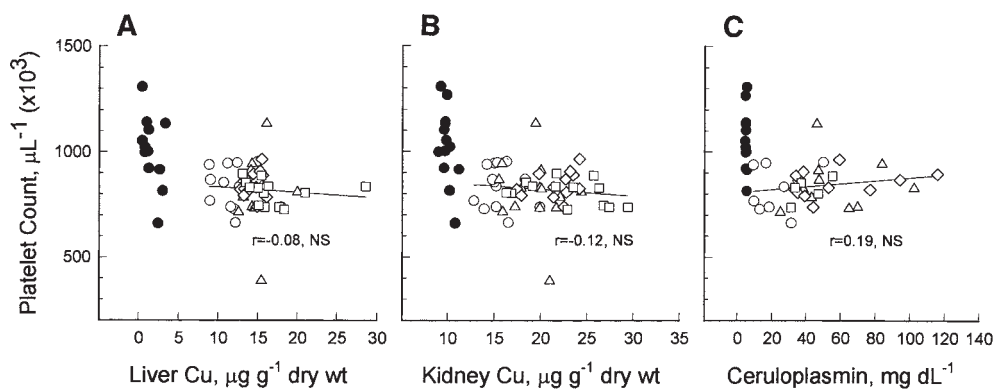 A
B
C
Platelet Count, μL⁻¹ (x10³)
1500
1000
500
r=-0.08, NS
r=-0.12, NS
r=0.19, NS
0 5 10 15 20 25 30
10 15 20 25 30 35
0 20 40 60 80 100 120 140
Liver Cu, μg g⁻¹ dry wt
Kidney Cu, μg g⁻¹ dry wt
Ceruloplasmin, mg dL⁻¹